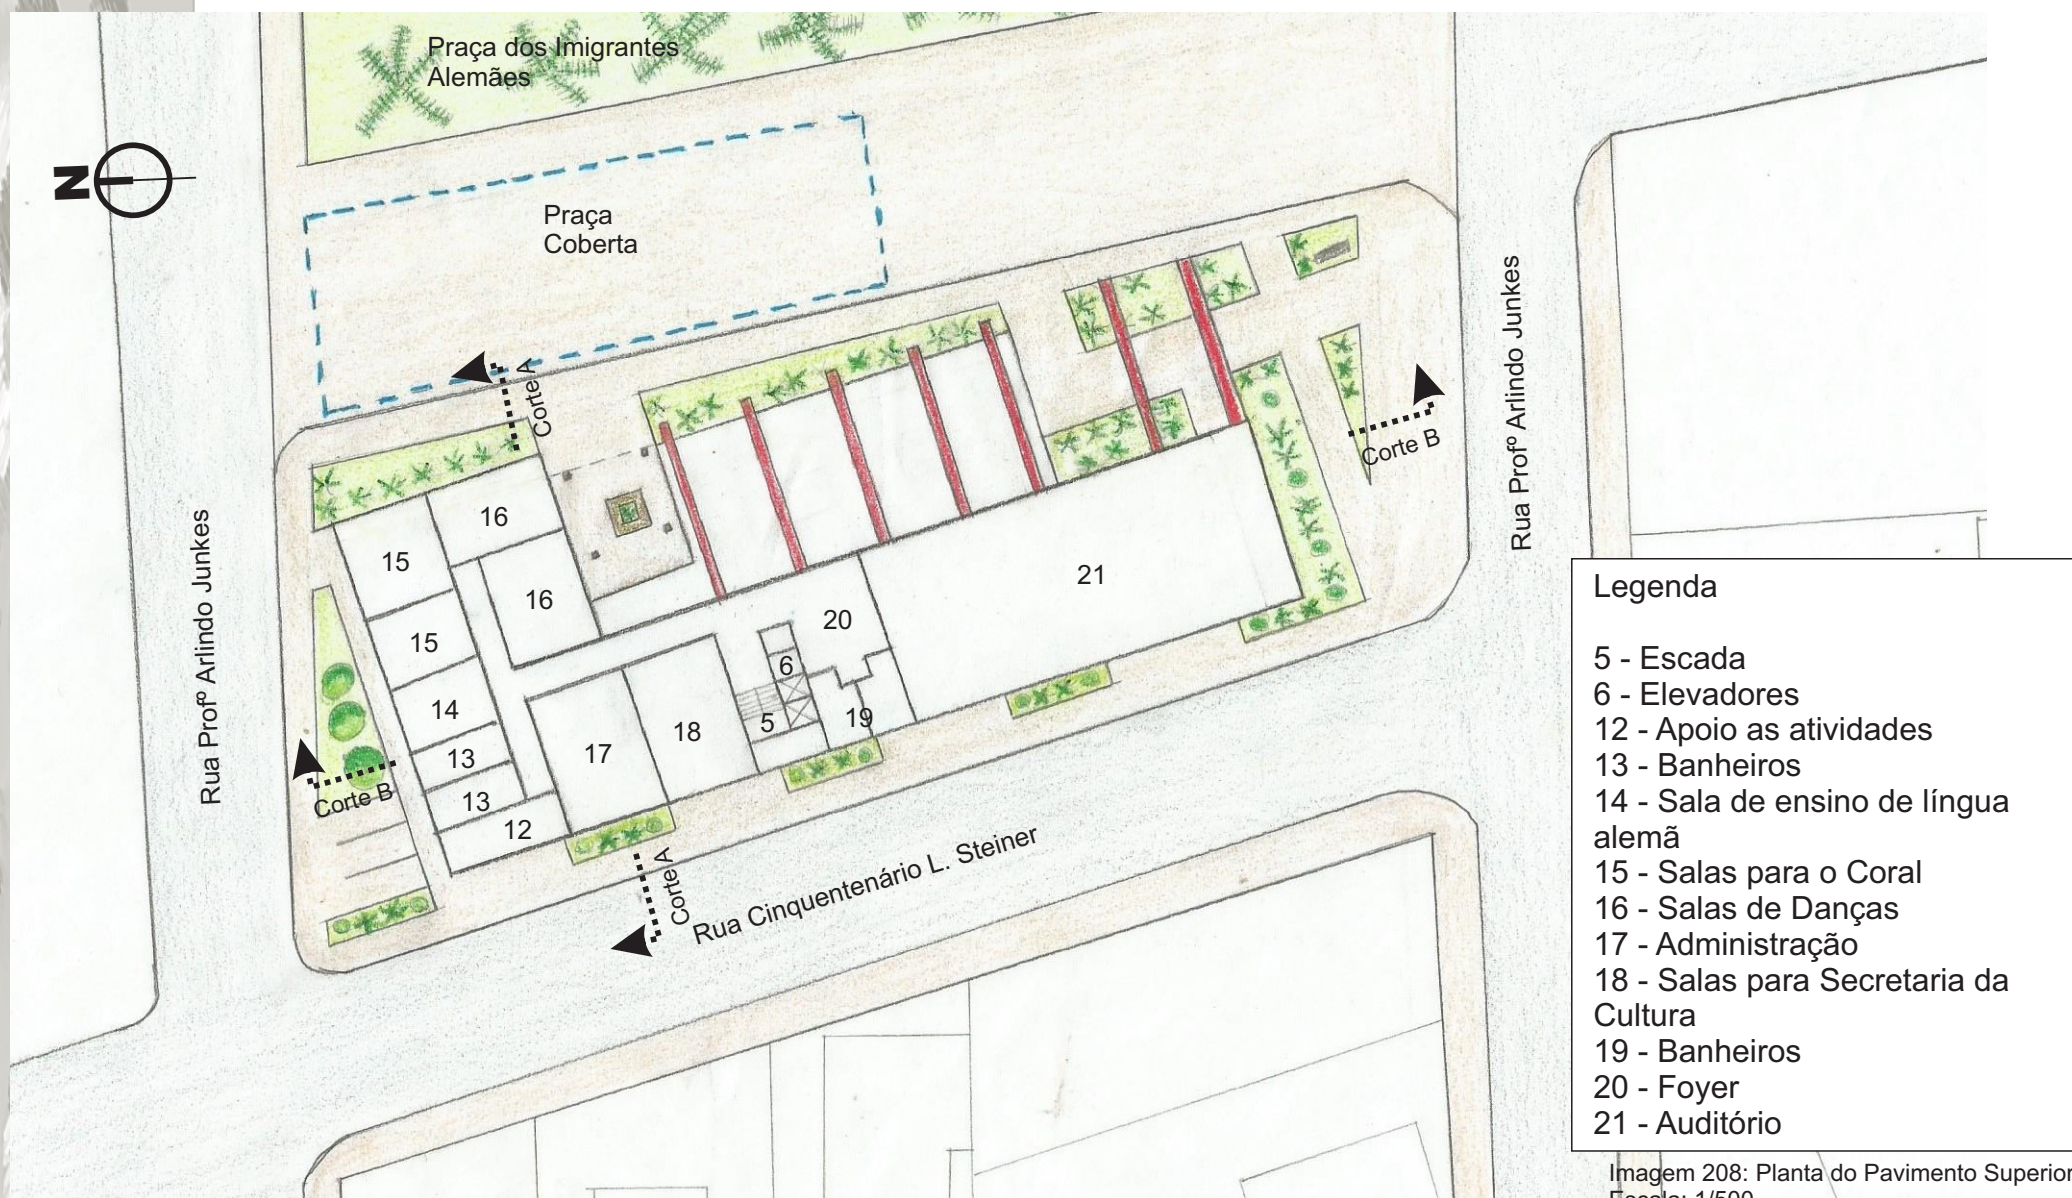 Praça dos Imigrantes
Alemães
N
Praça
Coberta
Corte A
Corte B
Rua Profº Arlindo Junkes
Rua Profº Arlindo Junkes
16
15
16
21
15
20
6
14
5
19
18
17
13
13
12
Corte B
Corte A
Rua Cinquentenário L. Steiner
Legenda
5 - Escada
6 - Elevadores
12 - Apoio as atividades
13 - Banheiros
14 - Sala de ensino de língua
alemã
15 - Salas para o Coral
16 - Salas de Danças
17 - Administração
18 - Salas para Secretaria da
Cultura
19 - Banheiros
20 - Foyer
21 - Auditório
Imagem 208: Planta do Pavimento Superior
Escala: 1/500